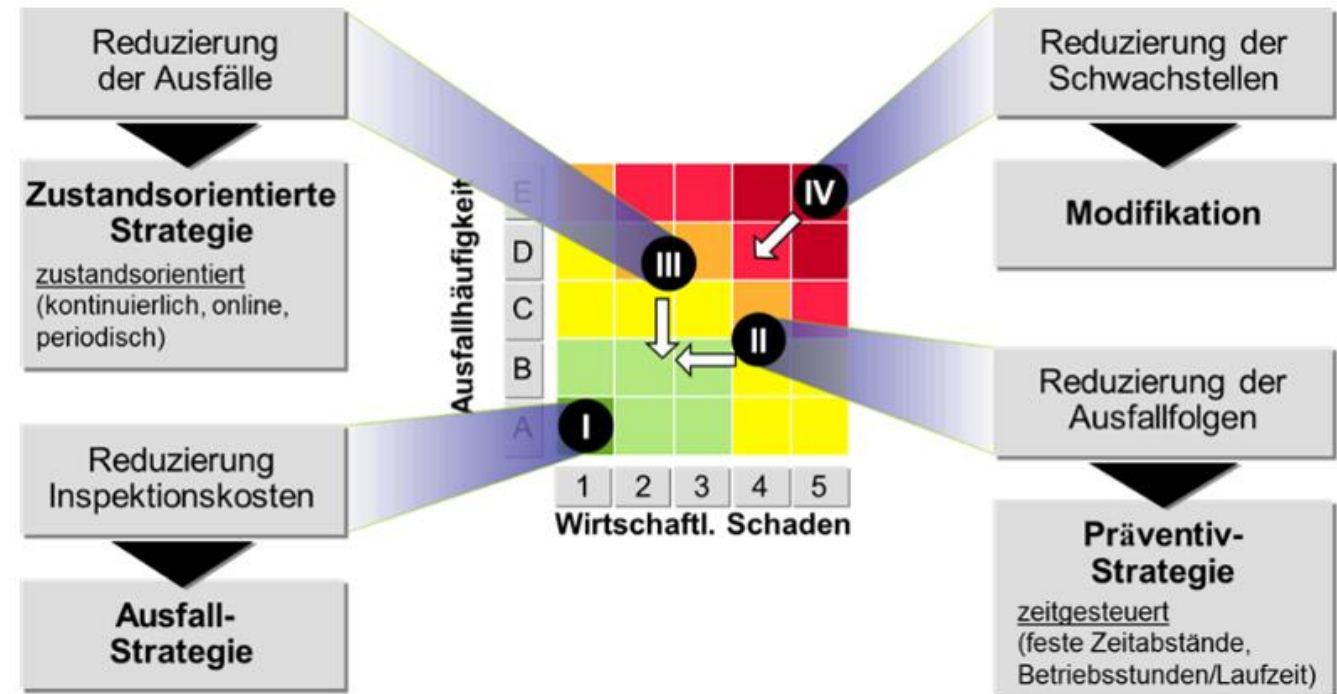 Reduzierung
der Ausfälle
Zustandsorientierte
Strategie
zustandsorientiert
(kontinuierlich, online,
periodisch)
Reduzierung
Inspektionskosten
Ausfall-
Strategie
Ausfallhäufigkeit
E
D
C
B
A
III
IV
II
I
1 2 3 4 5
Wirtschaftl. Schaden
Reduzierung der
Schwachstellen
Modifikation
Reduzierung der
Ausfallfolgen
Präventiv-
Strategie
zeitgesteuert
(feste Zeitabstände,
Betriebsstunden/Laufzeit)